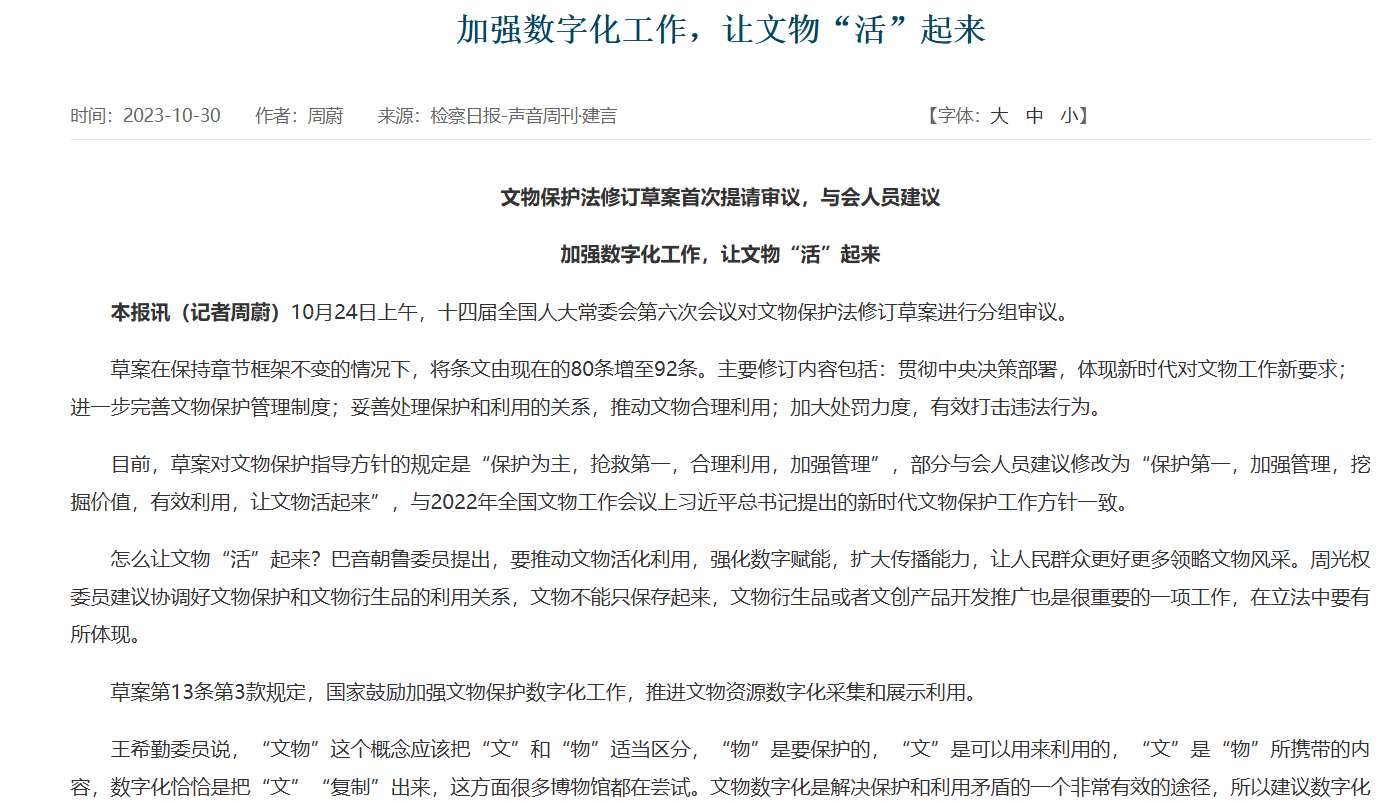 加强数字化工作，让文物“活”起来
时间：2023-10-30 作者：周蔚 来源：检察日报-声音周刊·建言 【字体：大 中 小】
文物保护法修订草案首次提请审议，与会人员建议
加强数字化工作，让文物“活”起来
本报讯（记者周蔚）10月24日上午，十四届全国人大常委会第六次会议对文物保护法修订草案进行分组审议。
草案在保持章节框架不变的情况下，将条文由现在的80条增至92条。主要修订内容包括：贯彻中央决策部署，体现新时代对文物工作新要求；
进一步完善文物保护管理制度；妥善处理保护和利用的关系，推动文物合理利用；加大处罚力度，有效打击违法行为。
目前，草案对文物保护指导方针的规定是“保护为主，抢救第一，合理利用，加强管理”，部分与会人员建议修改为“保护第一，加强管理，挖
掘价值，有效利用，让文物活起来”，与2022年全国文物工作会议上习近平总书记提出的新时代文物保护工作方针一致。
怎么让文物“活”起来？巴音朝鲁委员提出，要推动文物活化利用，强化数字赋能，扩大传播能力，让人民群众更好更多领略文物风采。周光权
委员建议协调好文物保护和文物衍生品的利用关系，文物不能只保存起来，文物衍生品或者文创产品开发推广也是很重要的一项工作，在立法中要有
所体现。
草案第13条第3款规定，国家鼓励加强文物保护数字化工作，推进文物资源数字化采集和展示利用。
王希勤委员说，“文物”这个概念应该把“文”和“物”适当区分，“物”是要保护的，“文”是可以用来利用的，“文”是“物”所携带的内
容，数字化恰恰是把“文”“复制”出来，这方面很多博物馆都在尝试。文物数字化是解决保护和利用矛盾的一个非常有效的途径，所以建议数字化